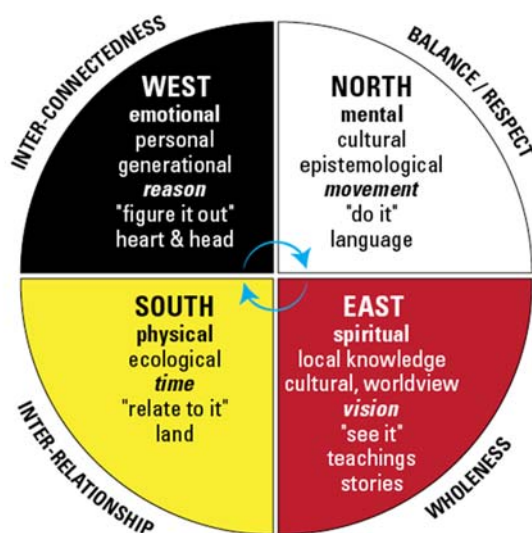 INTER-CONNECTEDNESS
WEST
emotional
personal
generational
reason
"figure it out"
heart & head
BALANCE / RESPECT
NORTH
mental
cultural
epistemological
movement
"do it"
language
SOUTH
physical
ecological
time
"relate to it"
land
INTER-RELATIONSHIP
EAST
spiritual
local knowledge
cultural, worldview
vision
"see it"
teachings
stories
WHOLENESS